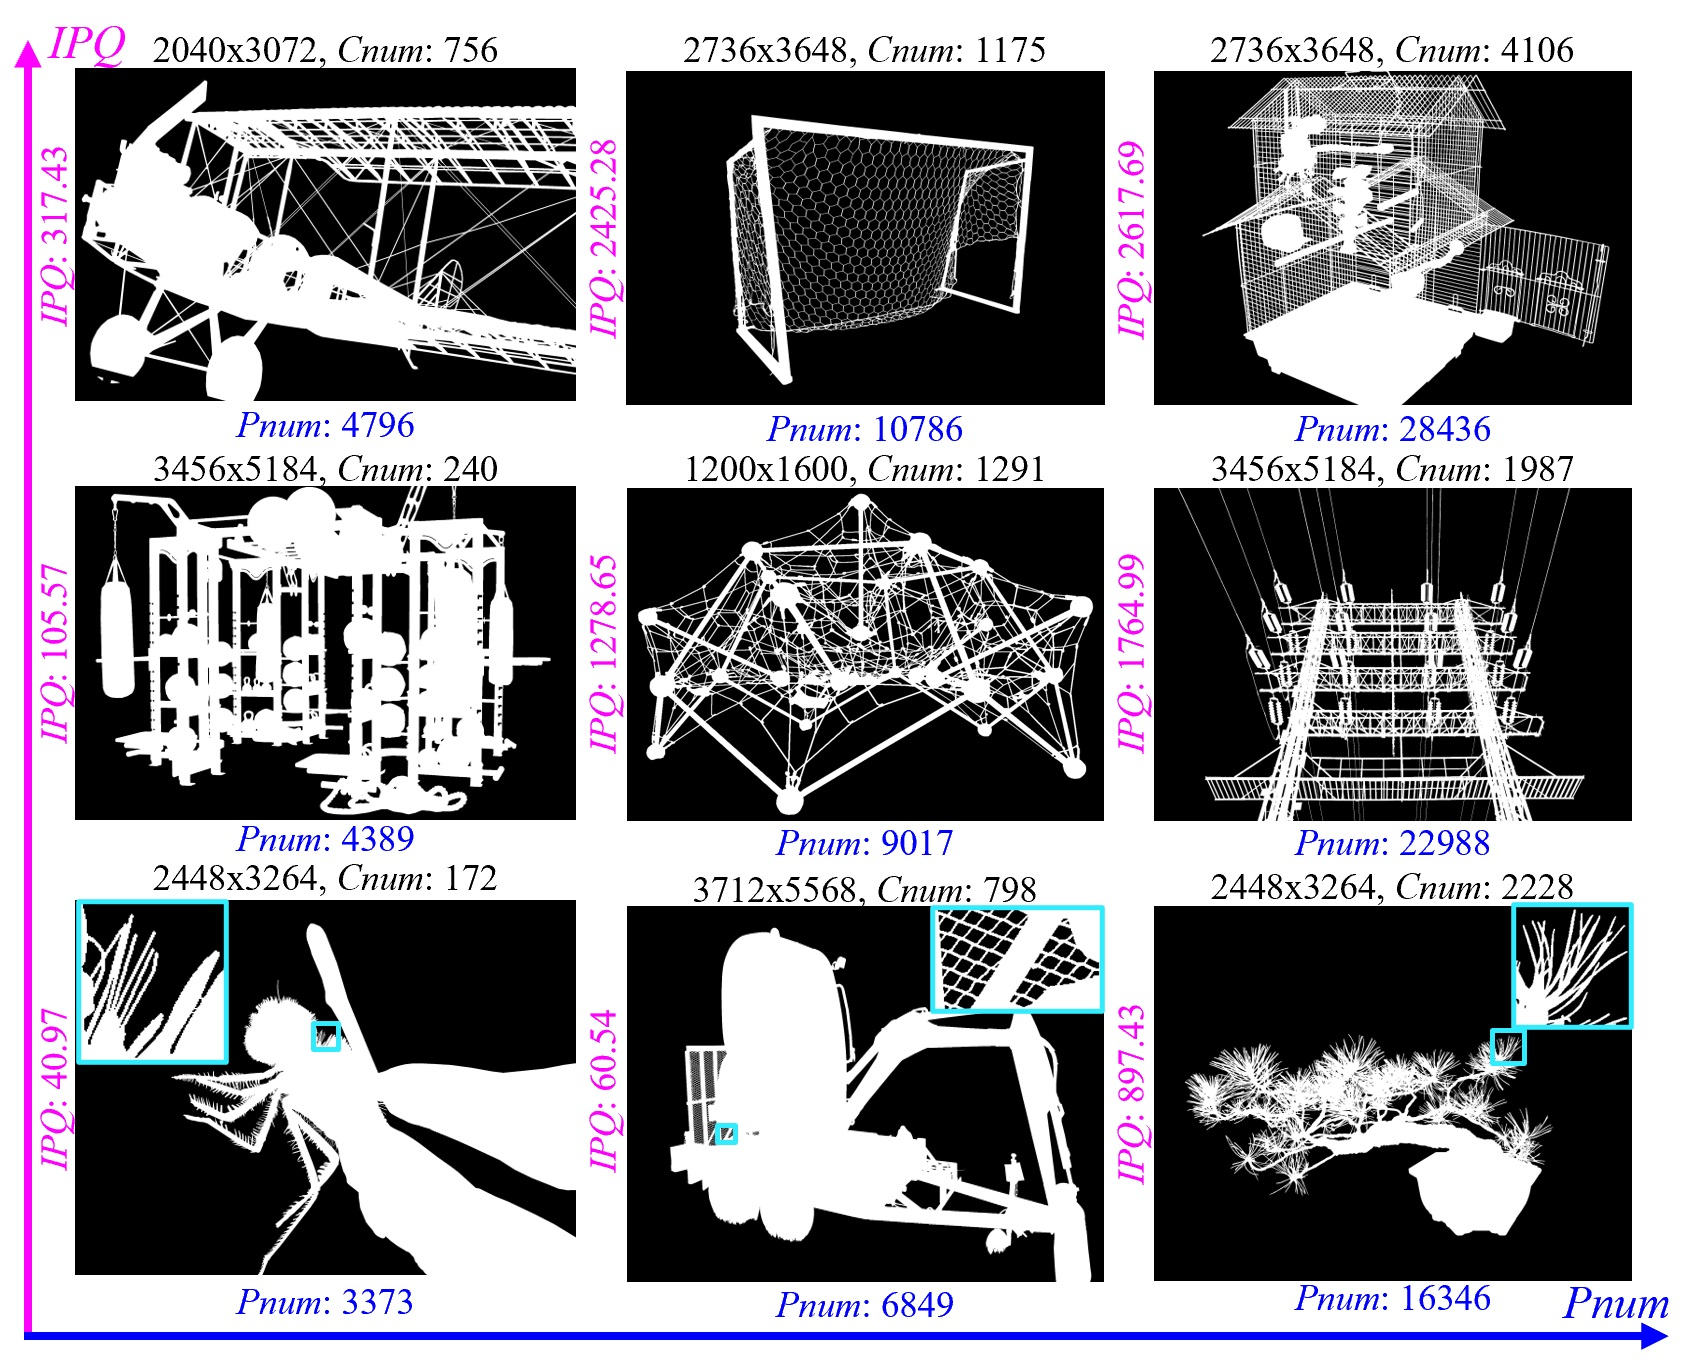 IPQ
2040x3072, Cnum: 756
2736x3648, Cnum: 1175
2736x3648, Cnum: 4106
IPQ: 317.43
IPQ: 2425.28
IPQ: 2617.69
Pnum: 4796
Pnum: 10786
Pnum: 28436
3456x5184, Cnum: 240
1200x1600, Cnum: 1291
3456x5184, Cnum: 1987
IPQ: 105.57
IPQ: 1278.65
IPQ: 1764.99
Pnum: 4389
Pnum: 9017
Pnum: 22988
2448x3264, Cnum: 172
3712x5568, Cnum: 798
2448x3264, Cnum: 2228
IPQ: 40.97
IPQ: 60.54
IPQ: 897.43
Pnum: 3373
Pnum: 6849
Pnum: 16346
Pnum